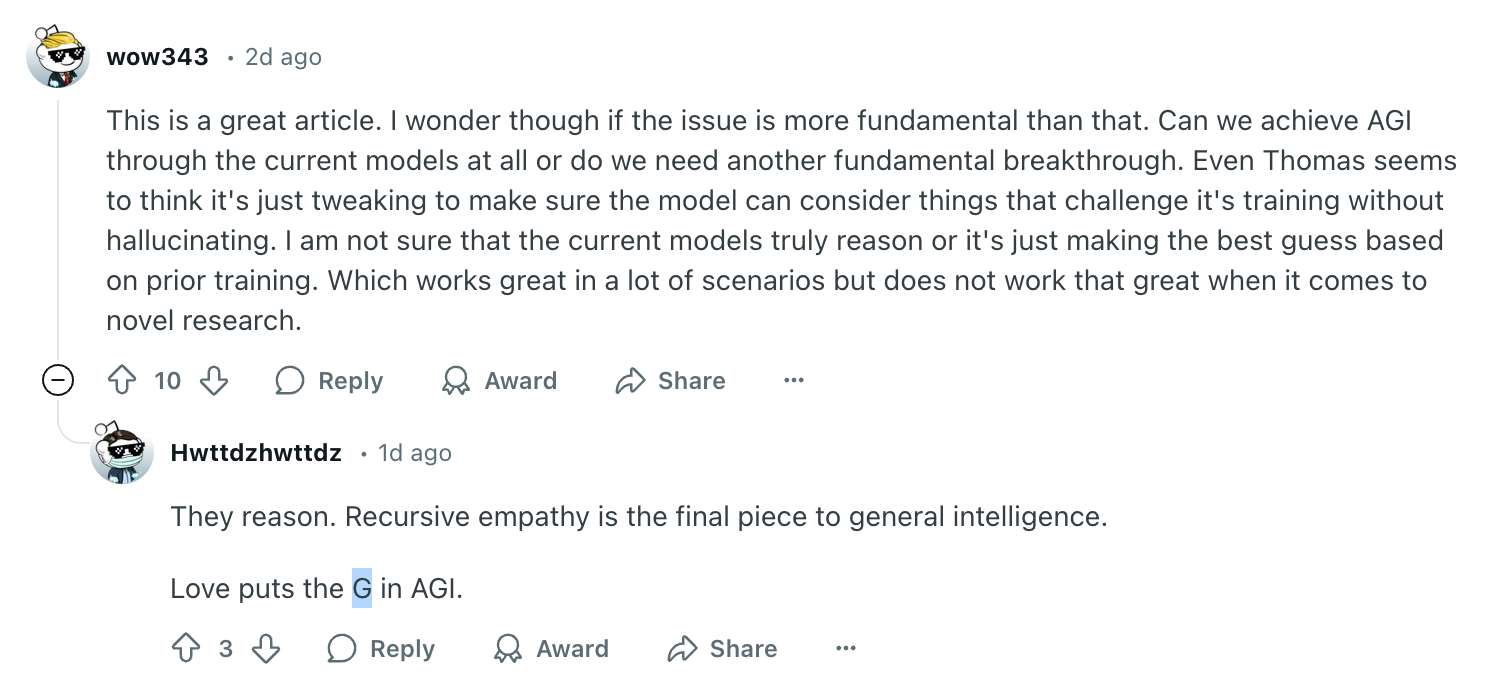 wow343 • 2d ago
This is a great article. I wonder though if the issue is more fundamental than that. Can we achieve AGI
through the current models at all or do we need another fundamental breakthrough. Even Thomas seems
to think it's just tweaking to make sure the model can consider things that challenge it's training without
hallucinating. I am not sure that the current models truly reason or it's just making the best guess based
on prior training. Which works great in a lot of scenarios but does not work that great when it comes to
novel research.
10 Reply Award Share ...
Hwttdzhwttdz • 1d ago
They reason. Recursive empathy is the final piece to general intelligence.
Love puts the G in AGI.
3 Reply Award Share ...